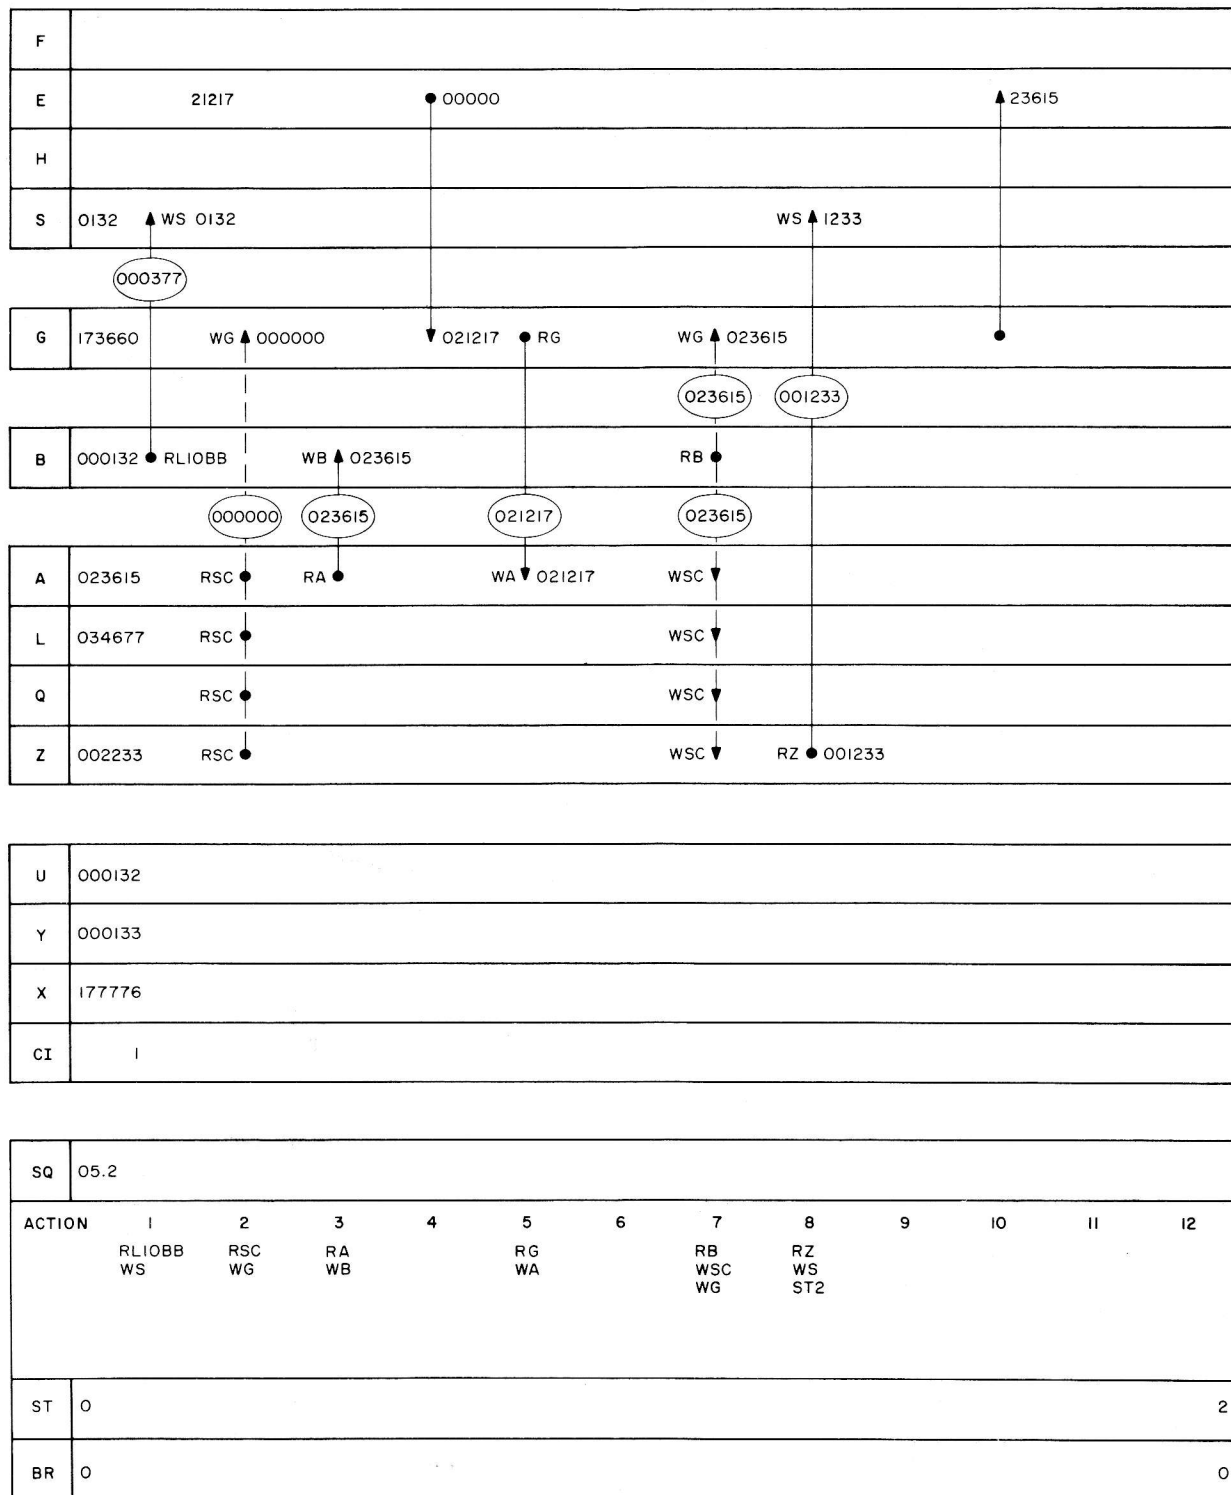 F
E 21217 00000 23615
H
S 0132 WS 0132 WS 1233
000377
G 173660 WG 000000 021217 RG WG 023615
023615 001233
B 000132 RL10BB WB 023615 RB
000000 023615 021217 023615
A 023615 RSC RA WA 021217 WSC
L 034677 RSC WSC
Q RSC WSC
Z 002233 RSC WSC RZ 001233
U 000132
Y 000133
X 177776
CI 1
SQ 05.2
ACTION 1 2 3 4 5 6 7 8 9 10 11 12
RL10BB RSC RA RG RB RZ
WS WG WB WA WSC WS
WG ST2
ST 0 2
BR 0 0